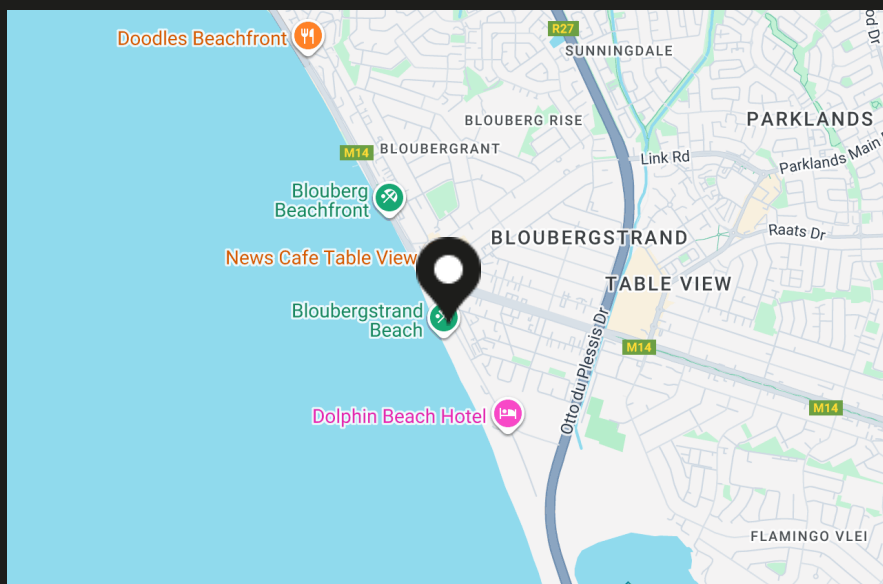 Doodles Beachfront
R27
SUNNINGDALE
PARKLANDS
BLOUBERG RISE
M14
BLOUBERGRANT
Link Rd
Parklands Main
Blouberg
Beachfront
Raats Dr
BLOUBERGSTRAND
News Cafe Table View
TABLE VIEW
Bloubergstrand
Beach
Otto du Plessis Dr
M14
M14
Dolphin Beach Hotel
FLAMINGO VLEI